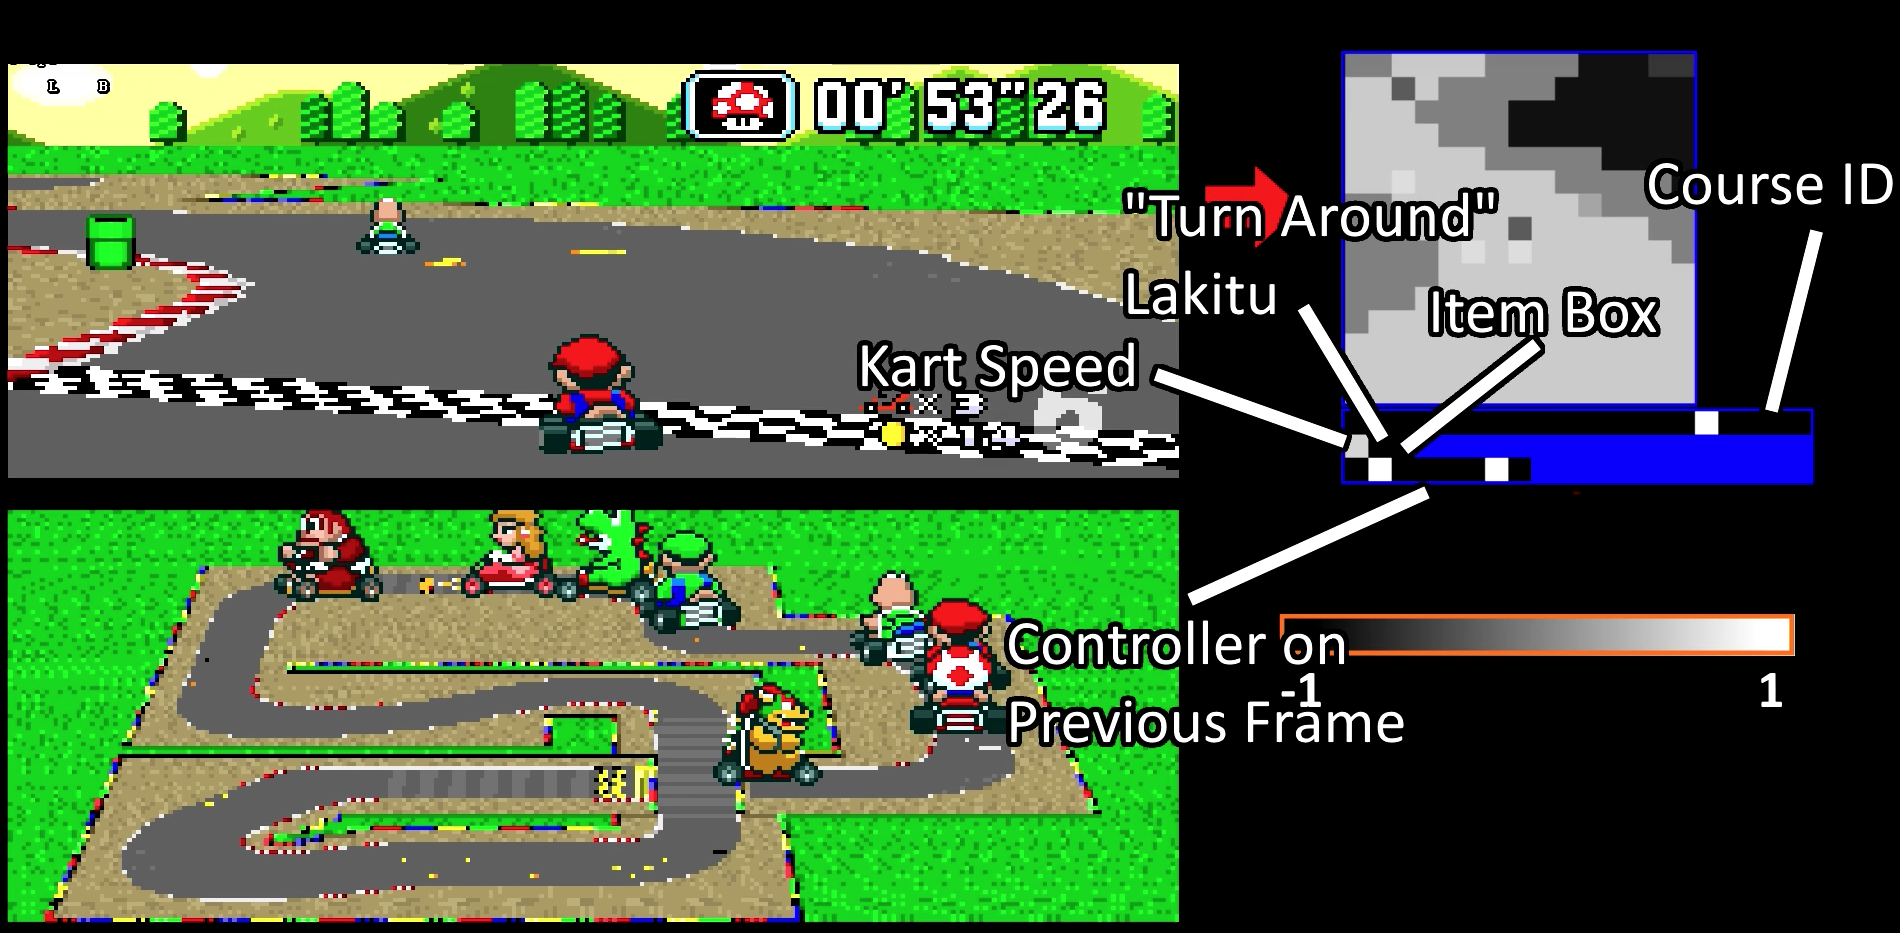 L B
00'53"26
"Turn Around"
Course ID
Lakitu
Item Box
Kart Speed
x 3
x 13
Controller on
Previous Frame
-1
1